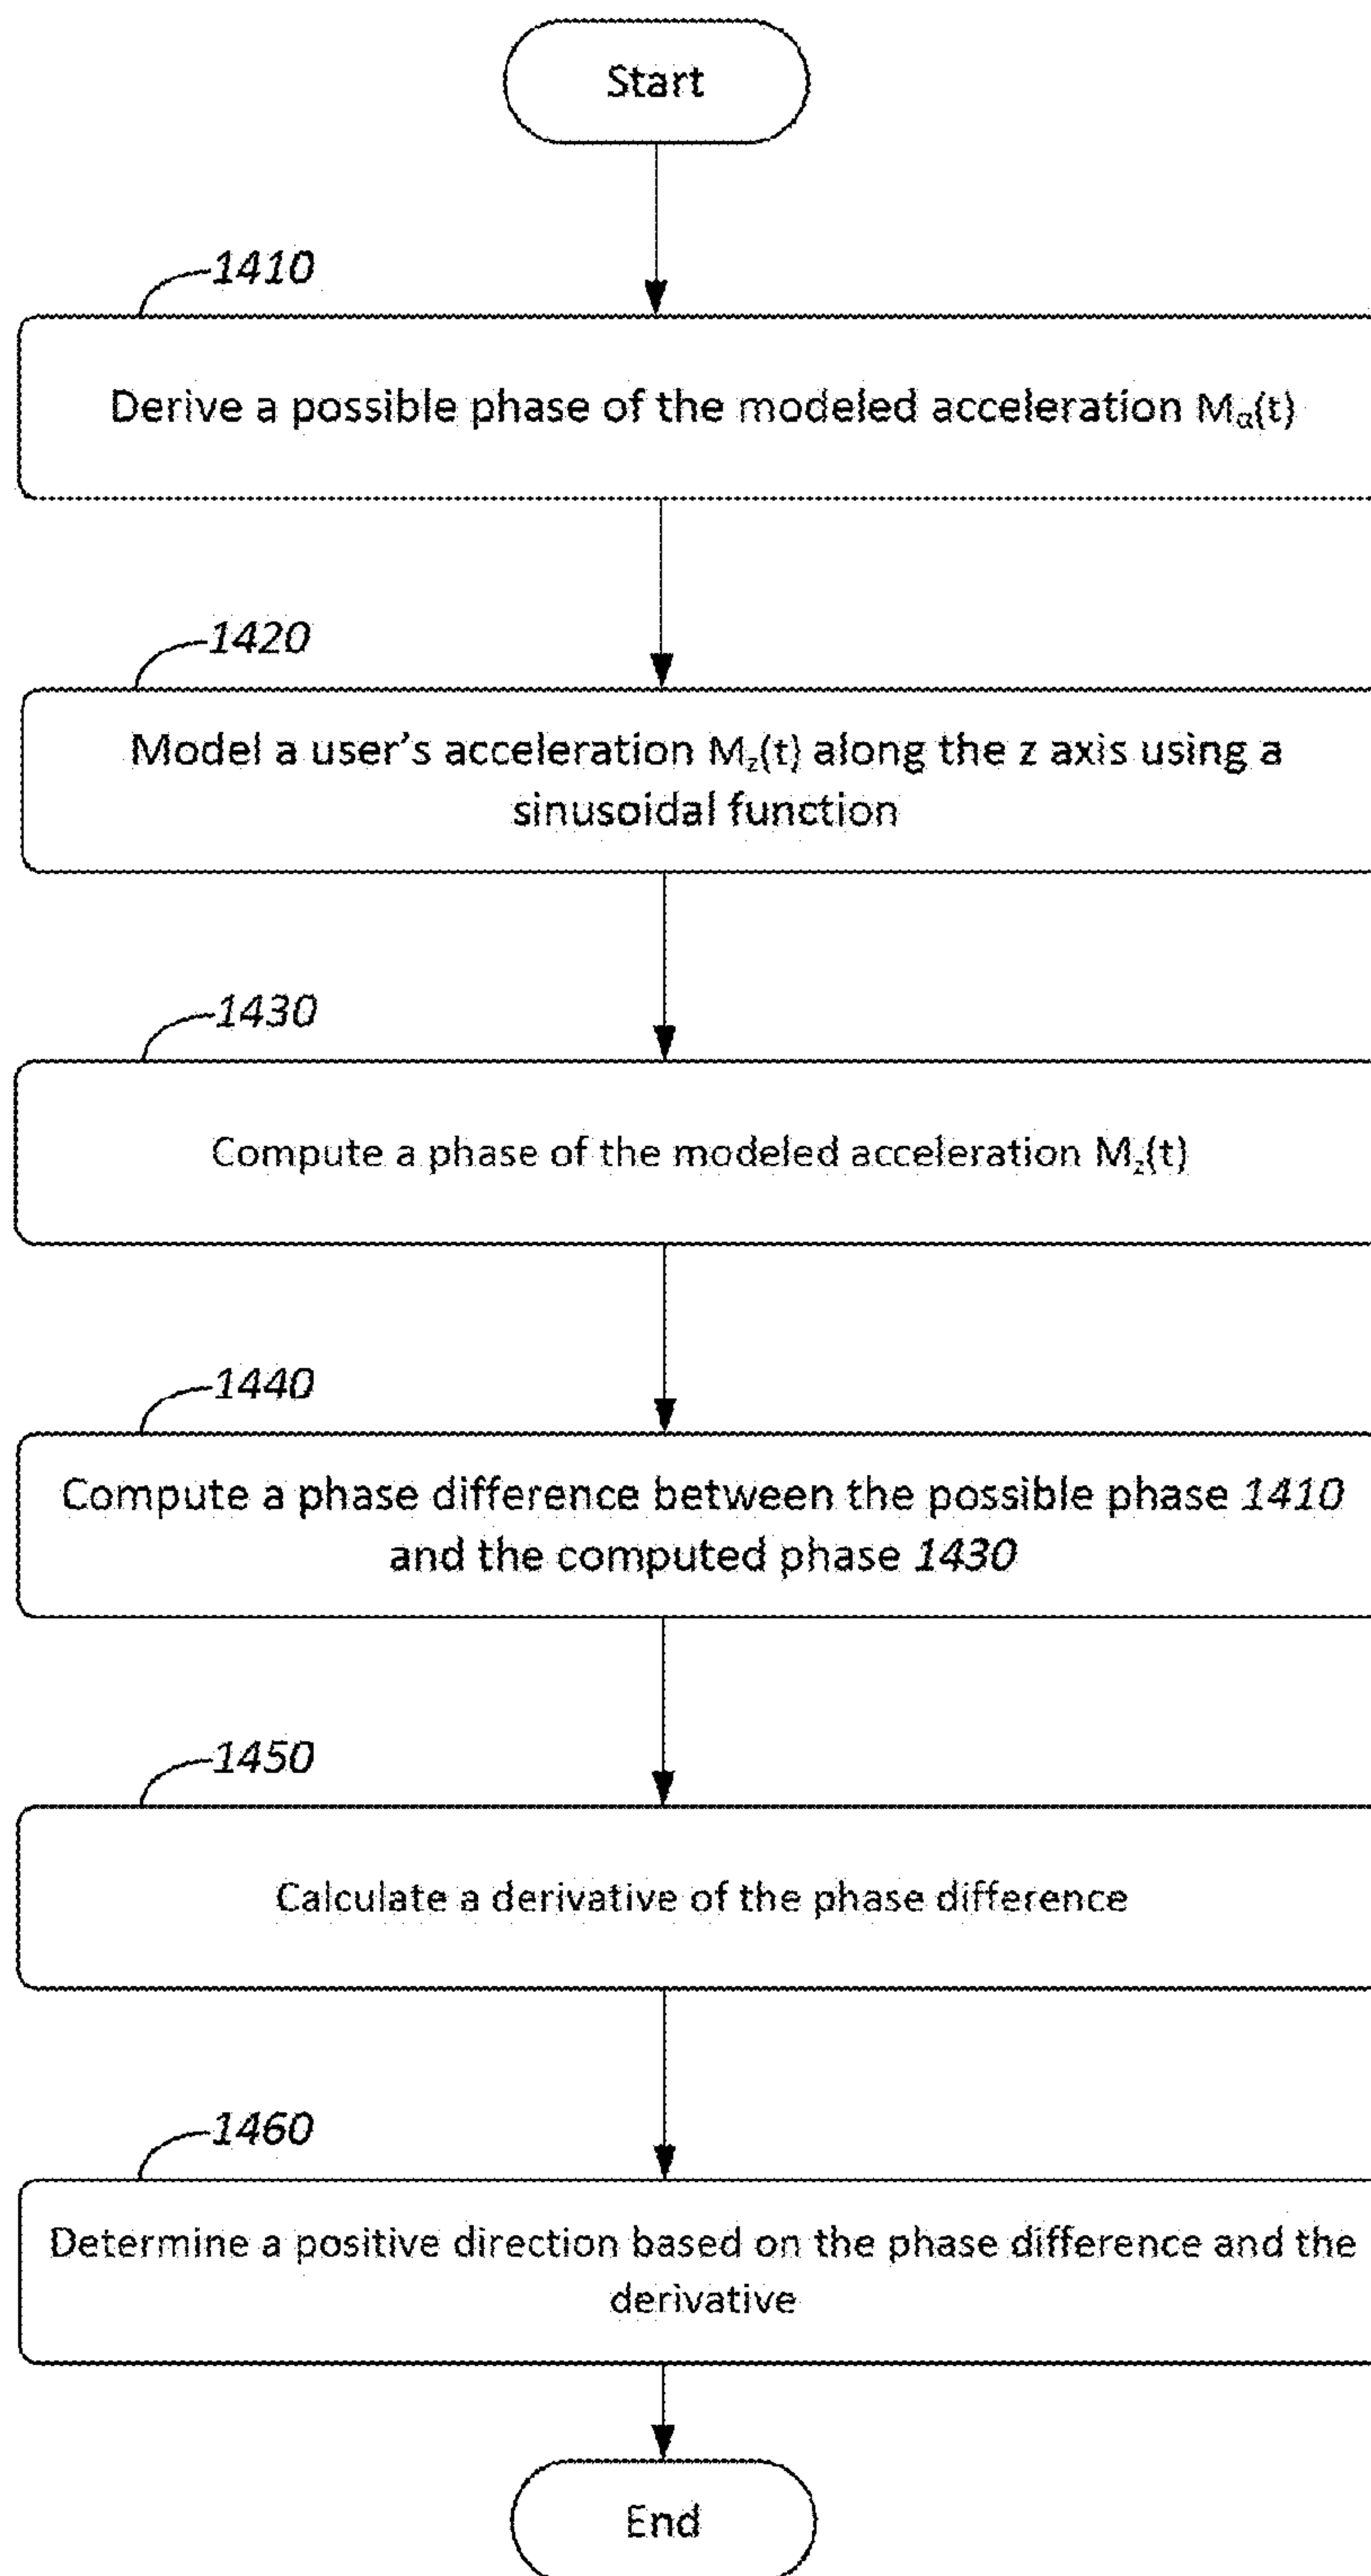 Start
1410
Derive a possible phase of the modeled acceleration Mα(t)
1420
Model a user's acceleration Mz(t) along the z axis using a
sinusoidal function
1430
Compute a phase of the modeled acceleration Mz(t)
1440
Compute a phase difference between the possible phase 1410
and the computed phase 1430
1450
Calculate a derivative of the phase difference
1460
Determine a positive direction based on the phase difference and the
derivative
End